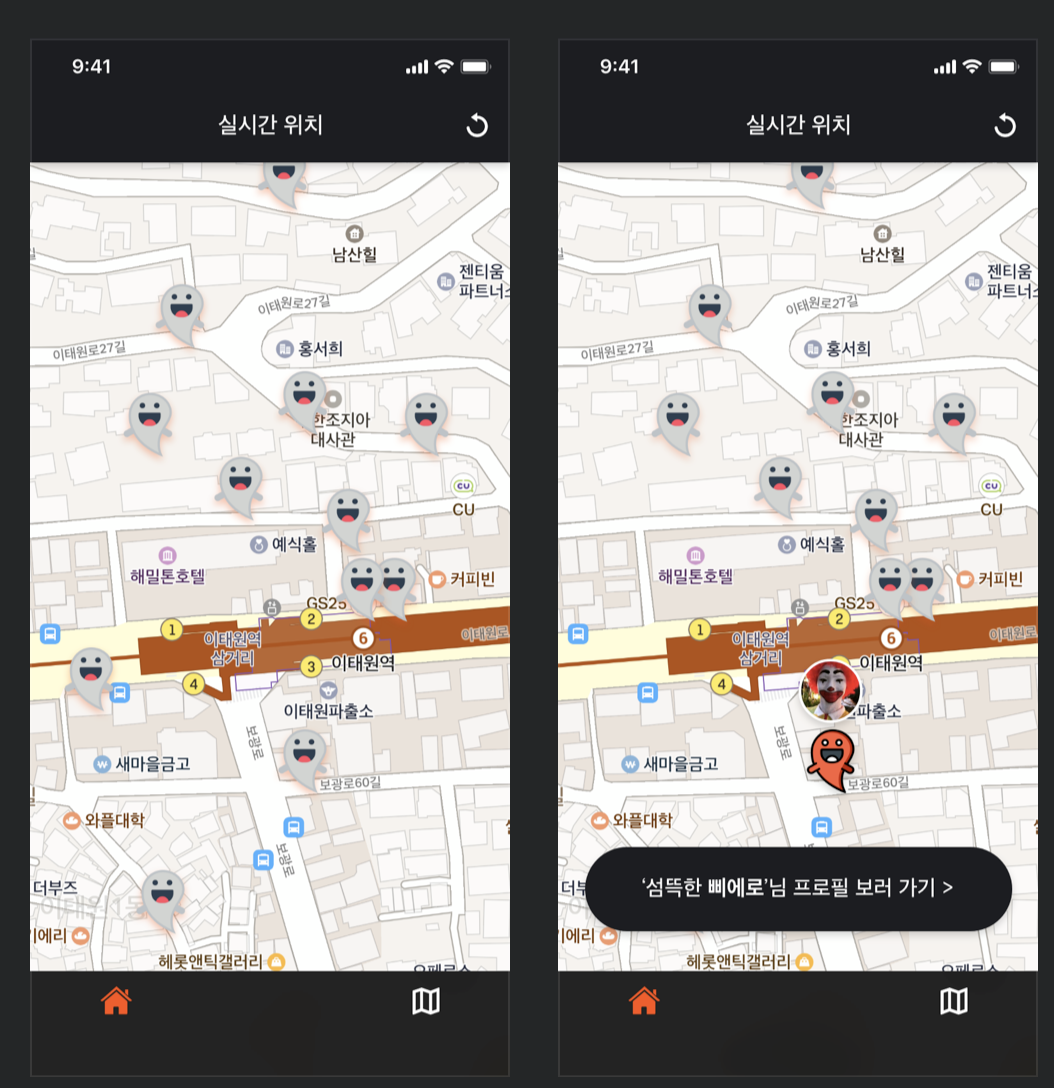 9:41
실시간 위치
남산힐
젠티움
파트너스
이태원로27길
이태원로27길
홍서희
한조지아
대사관
CU
CU
예식홀
해밀톤호텔
커피빈
GS25
1
2
이태원역
삼거리
6
이태원로
3
이태원역
4
이태원파출소
보광로
새마을금고
보광로60길
와플대학
보광로
더부즈
이태원1동
기에리
헤롯앤틱갤러리
9:41
실시간 위치
남산힐
젠티움
파트너스
이태원로27길
이태원로27길
홍서희
한조지아
대사관
CU
CU
예식홀
해밀톤호텔
커피빈
GS25
1
2
이태원역
삼거리
6
이태원로
이태원역
4
파출소
보광로
새마을금고
보광로60길
와플대학
‘섬뜩한 삐에로’님 프로필 보러 가기 >
기에리
헤롯앤틱갤러리